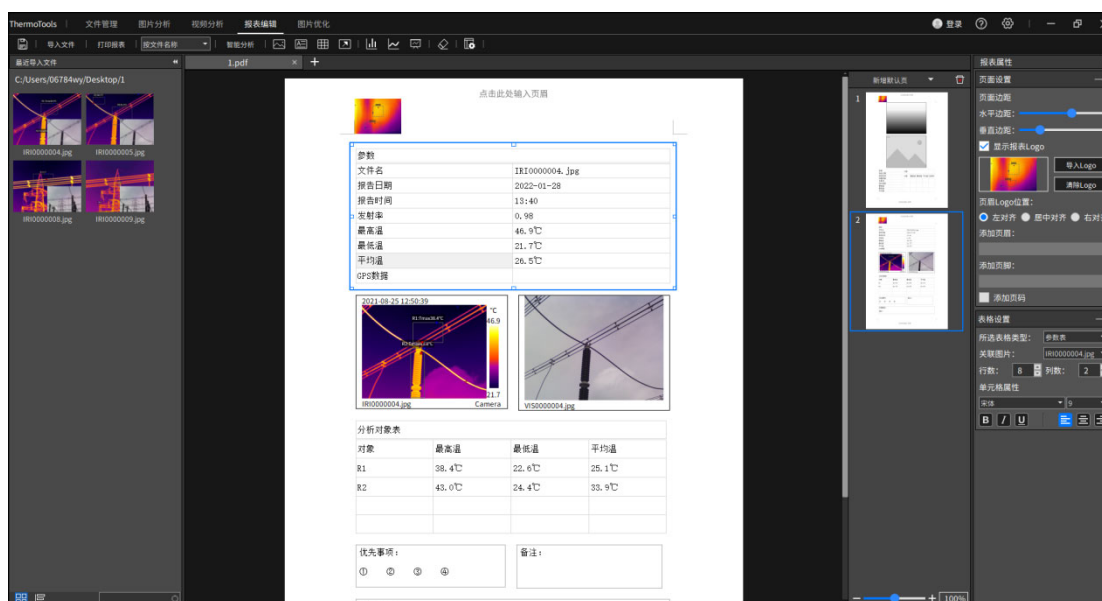 ThermoTools 文件管理 图片分析 视频分析 报表编辑 图片优化 登录
导入文件 打印报表 按文件名称 智能分析
最近导入文件 1.pdf 报表属性
C:/Users/06784wy/Desktop/1
IRI0000004.jpg IRI0000005.jpg
IRI0000008.jpg IRI0000009.jpg
点击此处输入页眉
参数
文件名 IRI0000004.jpg
报告日期 2022-01-28
报告时间 13:40
发射率 0.98
最高温 46.9℃
最低温 21.7℃
平均温 26.5℃
GPS数据
2021-08-25 12:50:39
℃
46.9
21.7
IRI0000004.jpg Camera
VIS0000004.jpg
分析对象表
对象 最高温 最低温 平均温
R1 38.4℃ 22.6℃ 25.1℃
R2 43.0℃ 24.4℃ 33.9℃
优先事项: 备注:
① ② ③ ④
新增默认页
1
2
100%
页面设置
页面边距
水平边距:
垂直边距:
显示报表Logo
导入Logo
清除Logo
页眉Logo位置:
左对齐 居中对齐 右对
添加页眉:
添加页脚:
添加页码
表格设置
所选表格类型: 参数表
关联图片: IRI0000004.jpg
行数: 8 列数: 2
单元格属性
宋体 9
B I U